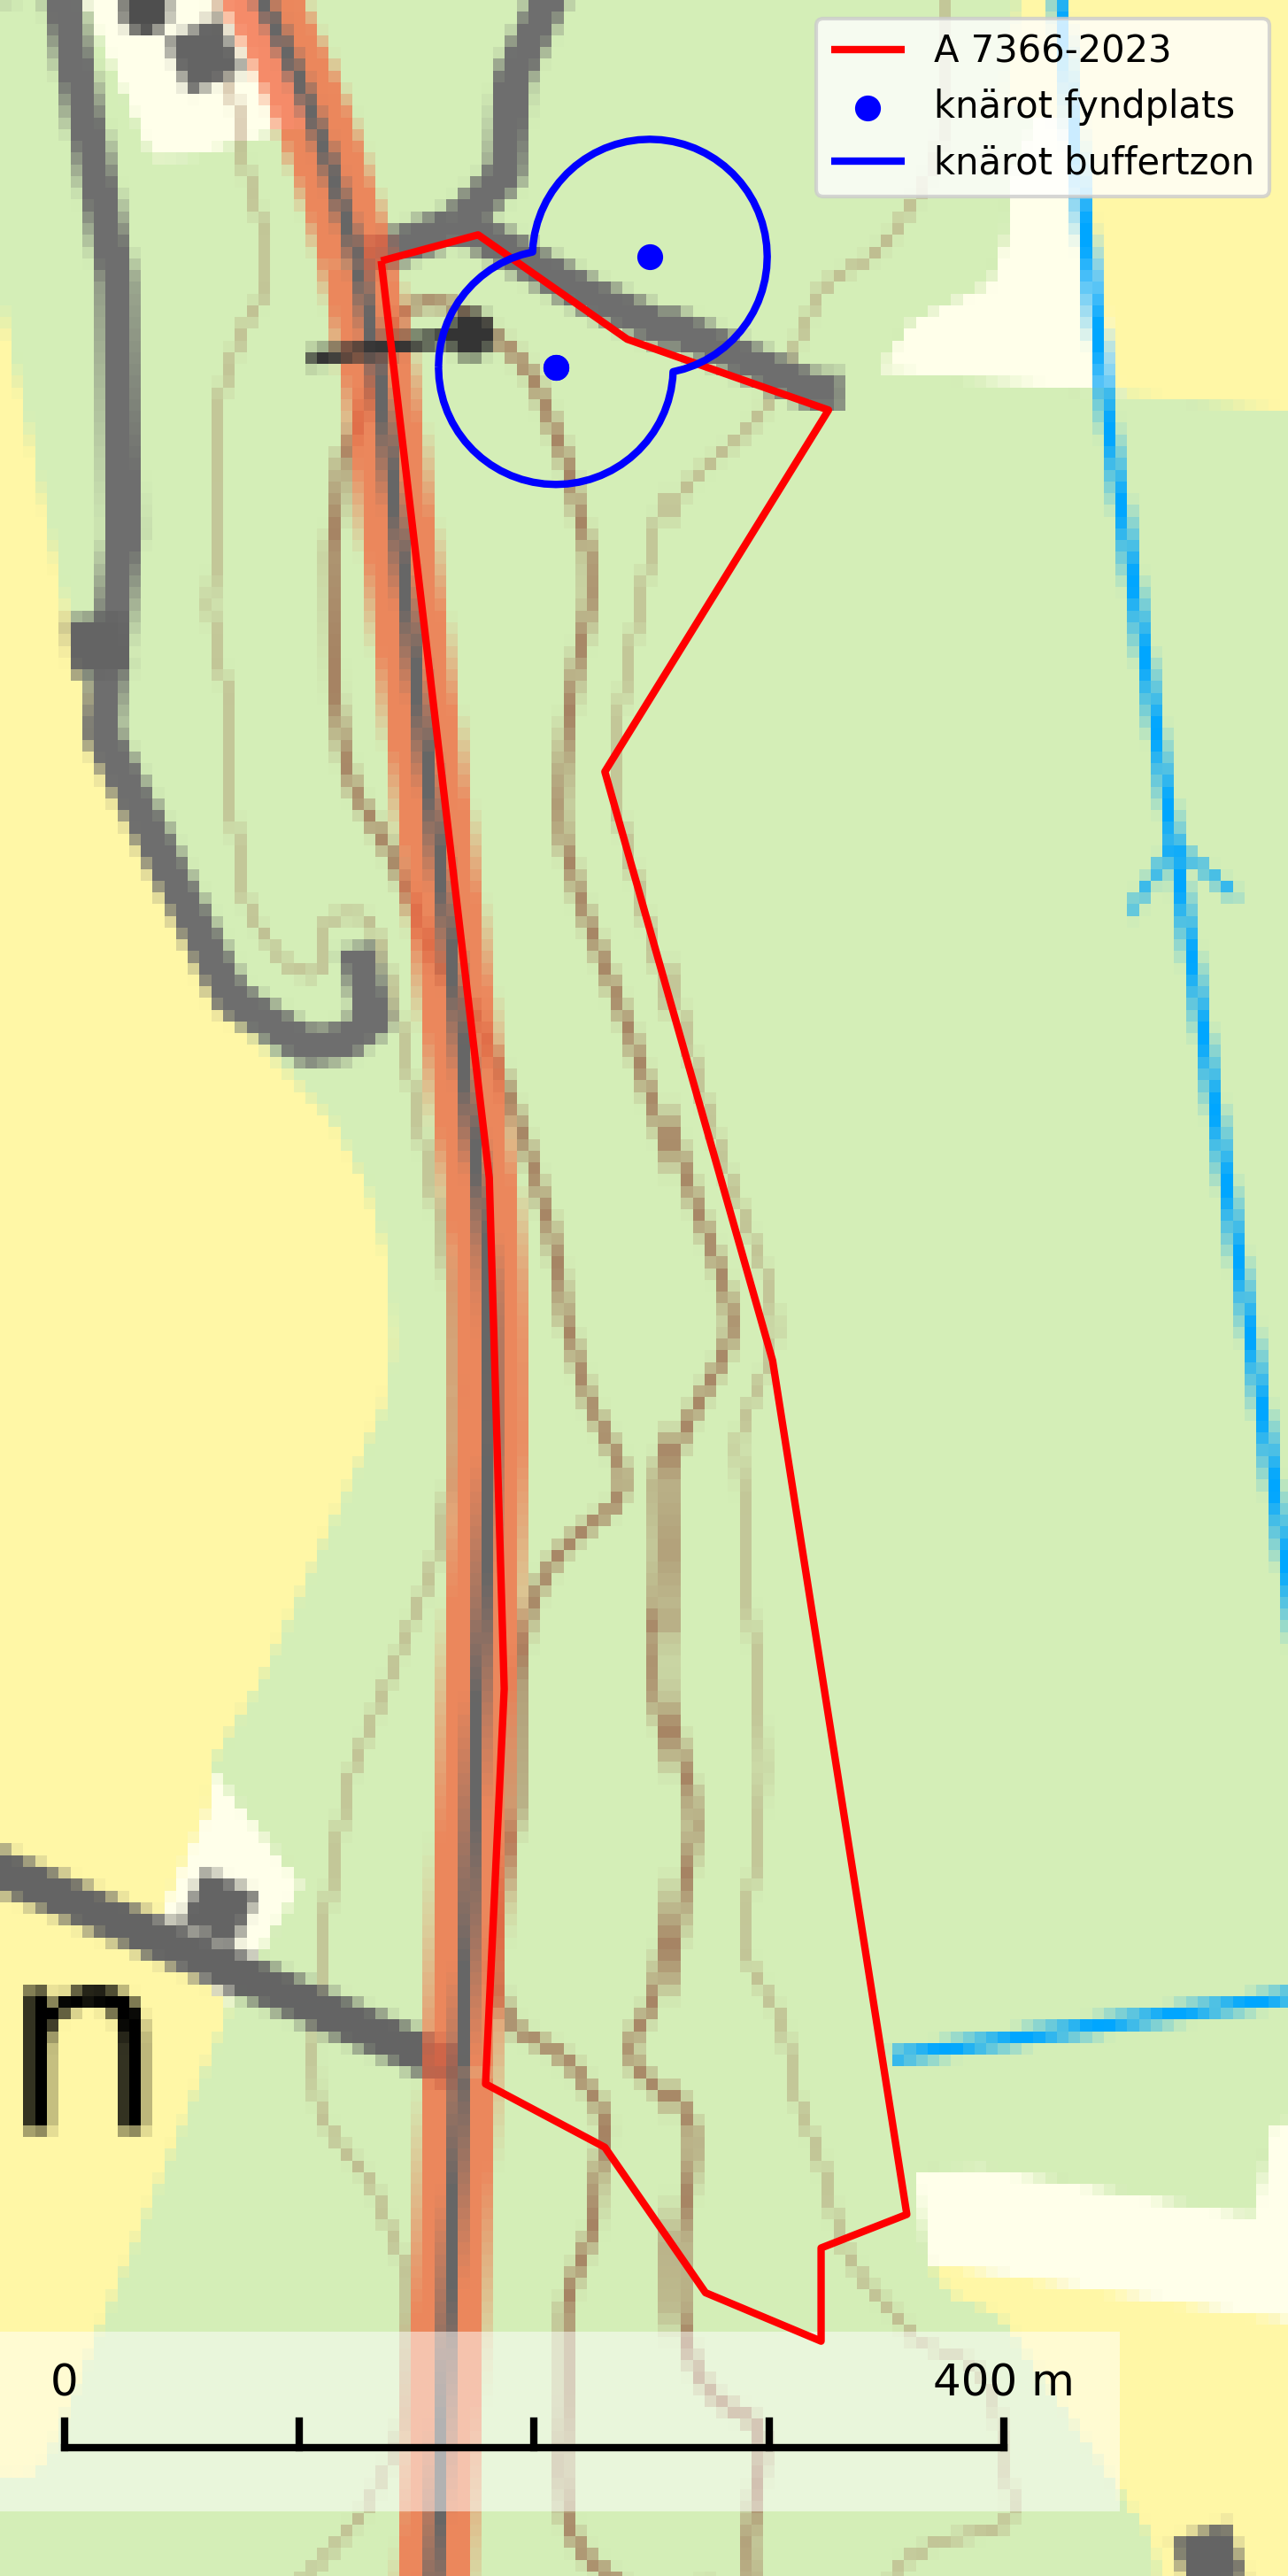 A 7366-2023
knärot fyndplats
knärot buffertzon
n
0
400 m